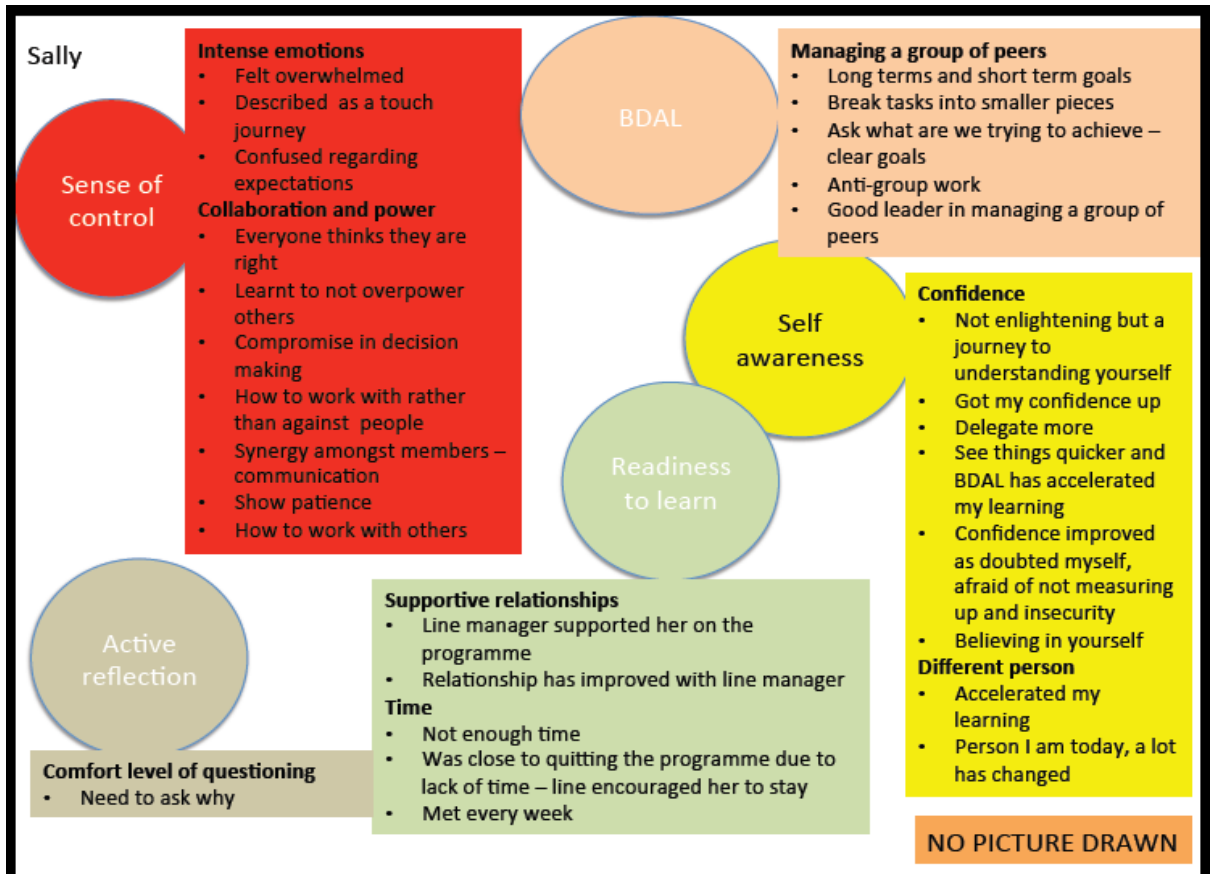 Sally
Sense of
control
Intense emotions
• Felt overwhelmed
• Described as a touch
journey
• Confused regarding
expectations
Collaboration and power
• Everyone thinks they are
right
• Learnt to not overpower
others
• Compromise in decision
making
• How to work with rather
than against people
• Synergy amongst members –
communication
• Show patience
• How to work with others
BDAL
Managing a group of peers
• Long terms and short term goals
• Break tasks into smaller pieces
• Ask what are we trying to achieve –
clear goals
• Anti-group work
• Good leader in managing a group of
peers
Self
awareness
Confidence
• Not enlightening but a
journey to
understanding yourself
• Got my confidence up
• Delegate more
• See things quicker and
BDAL has accelerated
my learning
• Confidence improved
as doubted myself,
afraid of not measuring
up and insecurity
• Believing in yourself
Different person
• Accelerated my
learning
• Person I am today, a lot
has changed
Readiness
to learn
Supportive relationships
• Line manager supported her on the
programme
• Relationship has improved with line manager
Time
• Not enough time
• Was close to quitting the programme due to
lack of time – line encouraged her to stay
• Met every week
Active
reflection
Comfort level of questioning
• Need to ask why
NO PICTURE DRAWN